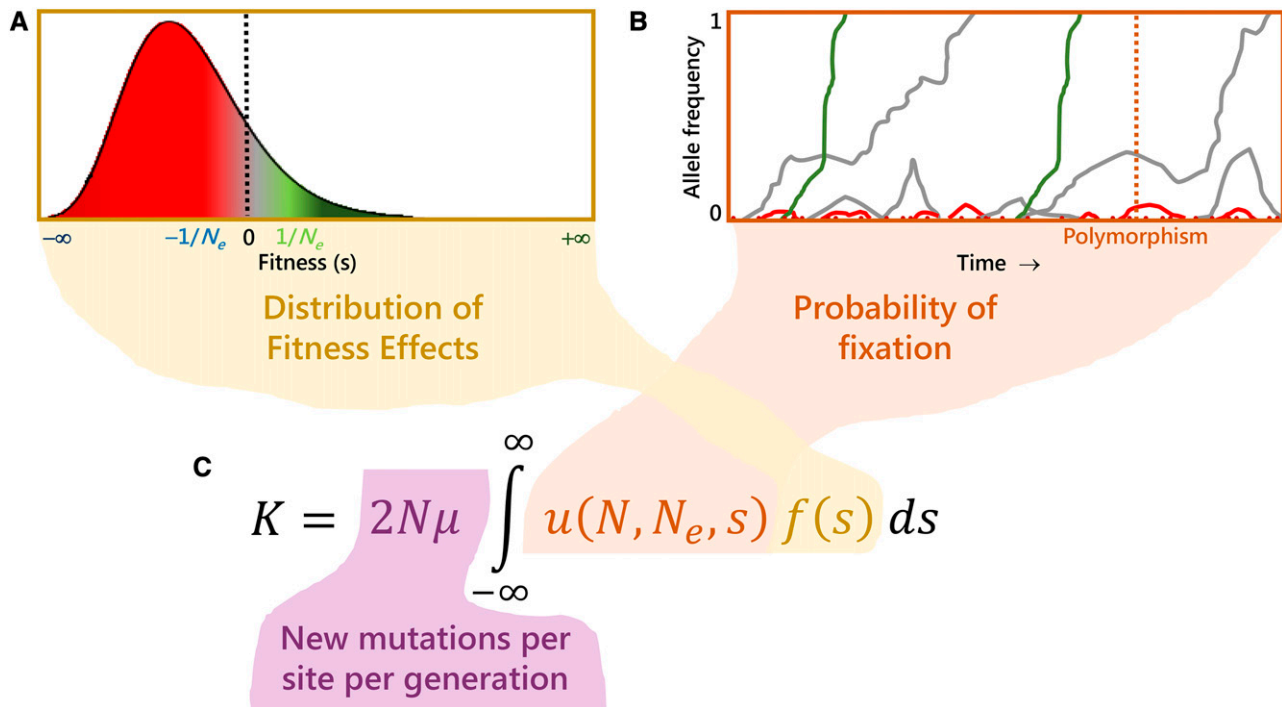 A
−∞
−1/Nₑ
0
1/Nₑ
+∞
Fitness (s)
Distribution of
Fitness Effects
B
Allele frequency
1
0
Polymorphism
Time →
Probability of
fixation
C
K = 2Nμ ∫_{−∞}^{∞} u(N, Nₑ, s) f(s) ds
New mutations per
site per generation